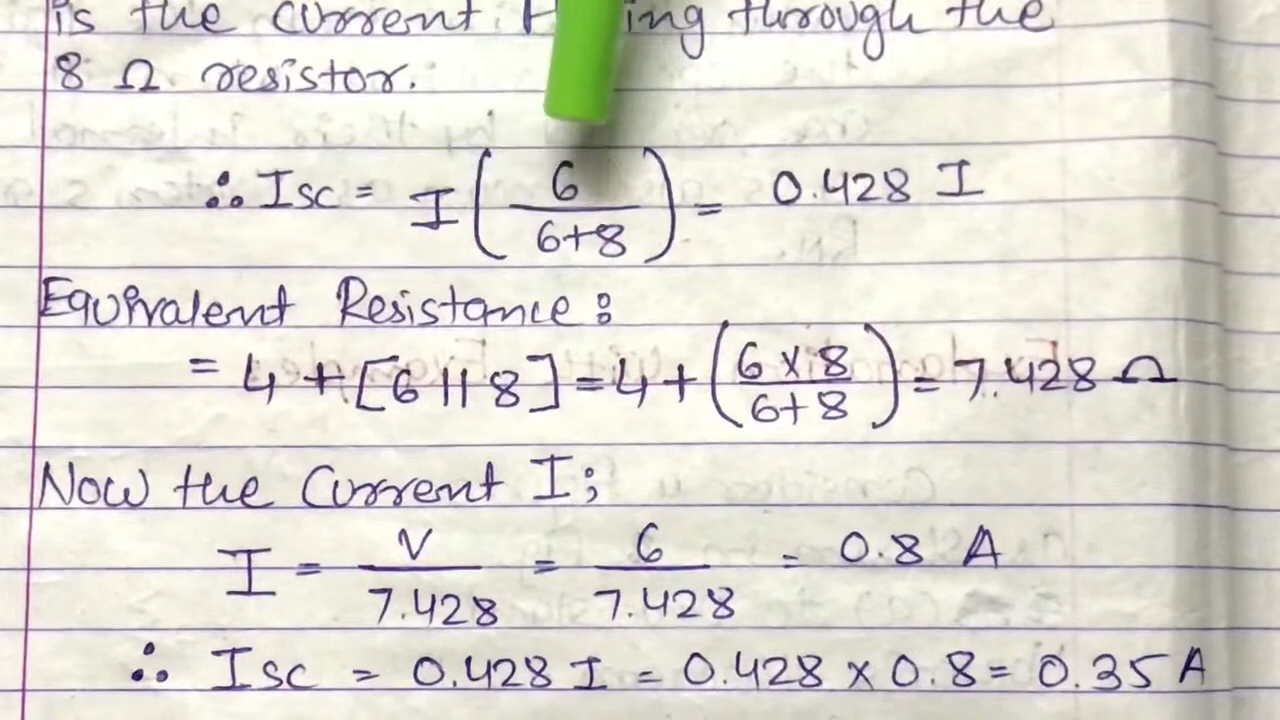 is the current ing through the
8 Ω resistor.
∴ Isc = I ( 6 / 6+8 ) = 0.428 I
Equivalent Resistance :
= 4 + [6 || 8] = 4 + ( 6 × 8 / 6+8 ) = 7.428 Ω
Now the current I ;
I = V / 7.428 = 6 / 7.428 = 0.8 A
∴ Isc = 0.428 I = 0.428 × 0.8 = 0.35 A